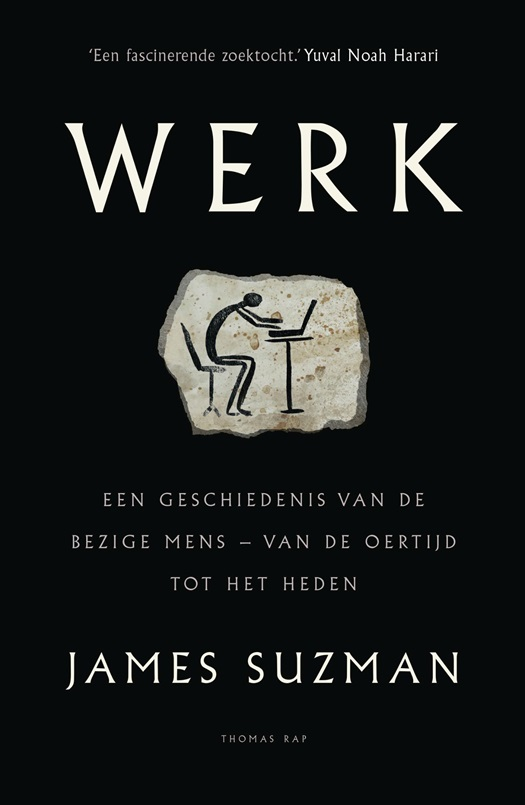 ‘Een fascinerende zoektocht.’ Yuval Noah Harari
WERK
EEN GESCHIEDENIS VAN DE
BEZIGE MENS – VAN DE OERTIJD
TOT HET HEDEN
JAMES SUZMAN
THOMAS RAP